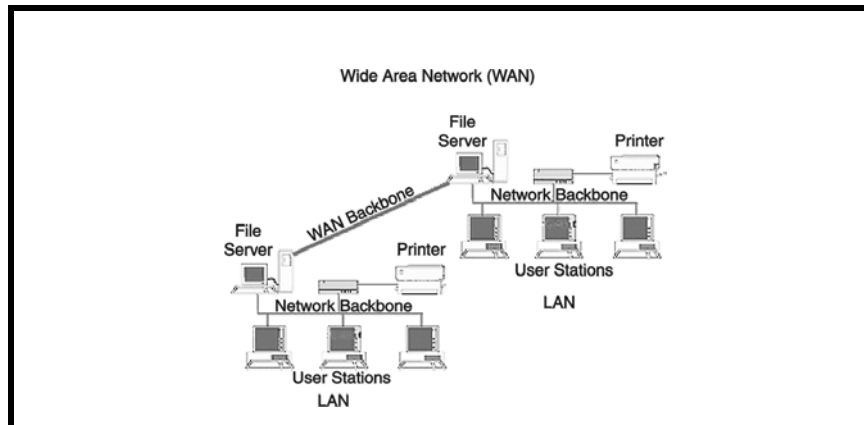 Wide Area Network (WAN)
File
Server
Printer
Network Backbone
User Stations
LAN
WAN Backbone
File
Server
Printer
Network Backbone
User Stations
LAN